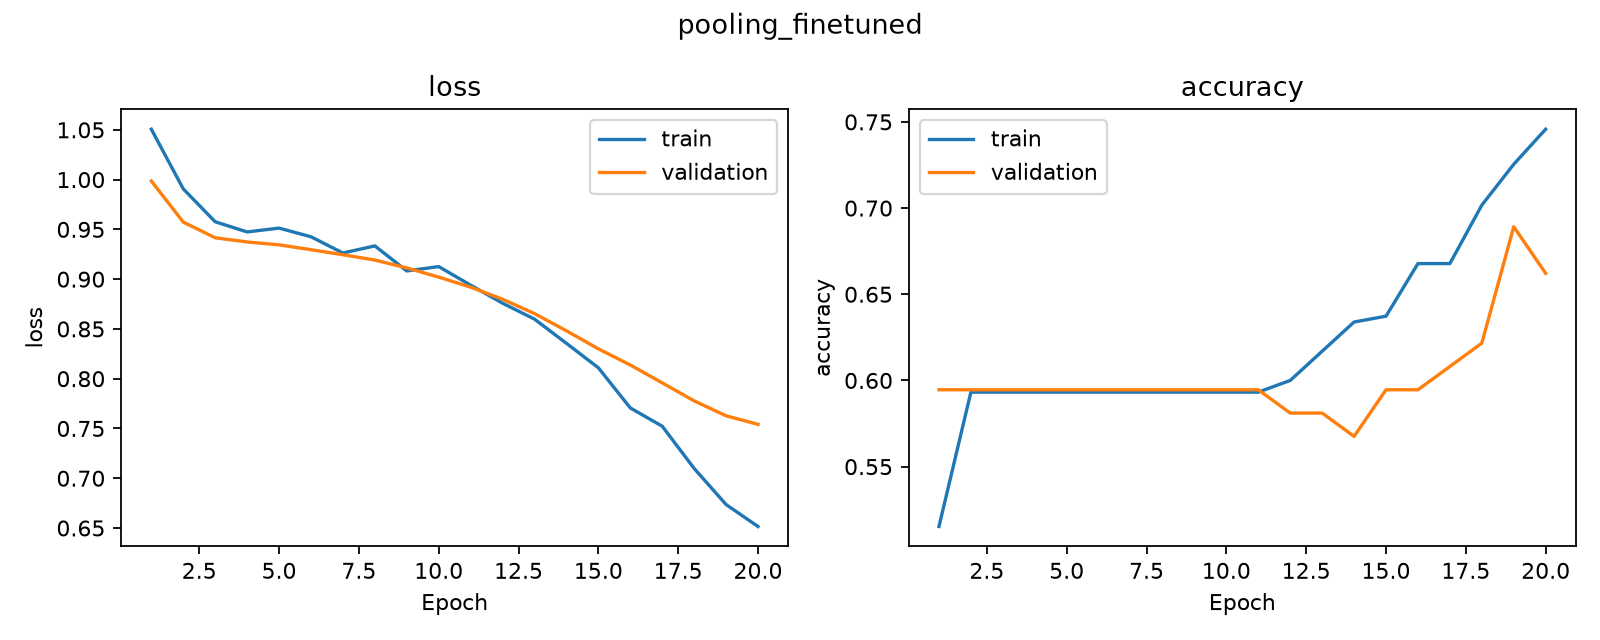 pooling_finetuned
loss
1.05
1.00
0.95
0.90
0.85
0.80
0.75
0.70
0.65
loss
train
validation
2.5 5.0 7.5 10.0 12.5 15.0 17.5 20.0
Epoch
accuracy
0.75
0.70
0.65
0.60
0.55
accuracy
train
validation
2.5 5.0 7.5 10.0 12.5 15.0 17.5 20.0
Epoch